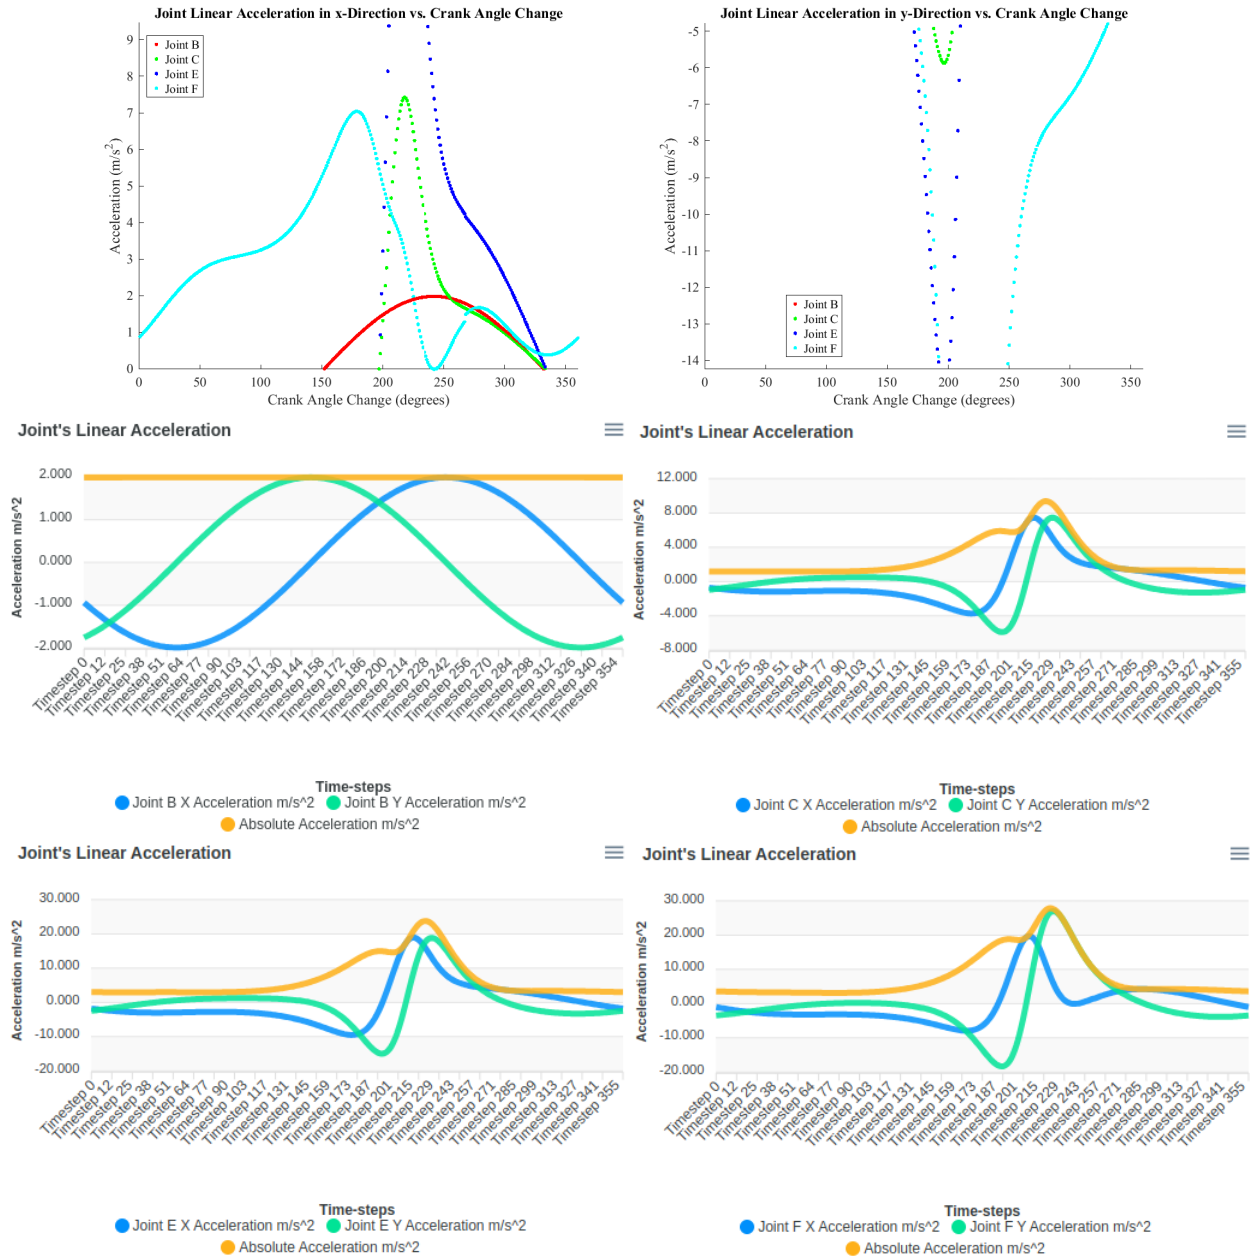 Joint Linear Acceleration in x-Direction vs. Crank Angle Change
9
8
7
6
5
4
3
2
1
0
Acceleration (m/s²)
Joint B
Joint C
Joint E
Joint F
0 50 100 150 200 250 300 350
Crank Angle Change (degrees)
Joint Linear Acceleration in y-Direction vs. Crank Angle Change
-5
-6
-7
-8
-9
-10
-11
-12
-13
-14
Acceleration (m/s²)
Joint B
Joint C
Joint E
Joint F
0 50 100 150 200 250 300 350
Crank Angle Change (degrees)
Joint's Linear Acceleration
2.000
1.000
0.000
-1.000
-2.000
Acceleration m/s^2
Timestep 0
Timestep 12
Timestep 25
Timestep 38
Timestep 51
Timestep 64
Timestep 77
Timestep 90
Timestep 103
Timestep 117
Timestep 130
Timestep 144
Timestep 158
Timestep 172
Timestep 186
Timestep 200
Timestep 214
Timestep 228
Timestep 242
Timestep 256
Timestep 270
Timestep 284
Timestep 298
Timestep 312
Timestep 326
Timestep 340
Timestep 354
Time-steps
Joint B X Acceleration m/s^2 Joint B Y Acceleration m/s^2
Absolute Acceleration m/s^2
Joint's Linear Acceleration
12.000
8.000
4.000
0.000
-4.000
-8.000
Acceleration m/s^2
Timestep 0
Timestep 12
Timestep 25
Timestep 38
Timestep 51
Timestep 64
Timestep 77
Timestep 90
Timestep 103
Timestep 117
Timestep 131
Timestep 145
Timestep 159
Timestep 173
Timestep 187
Timestep 201
Timestep 215
Timestep 229
Timestep 243
Timestep 257
Timestep 271
Timestep 285
Timestep 299
Timestep 313
Timestep 327
Timestep 341
Timestep 355
Time-steps
Joint C X Acceleration m/s^2 Joint C Y Acceleration m/s^2
Absolute Acceleration m/s^2
Joint's Linear Acceleration
30.000
20.000
10.000
0.000
-10.000
-20.000
Acceleration m/s^2
Timestep 0
Timestep 12
Timestep 25
Timestep 38
Timestep 51
Timestep 64
Timestep 77
Timestep 90
Timestep 103
Timestep 117
Timestep 131
Timestep 145
Timestep 159
Timestep 173
Timestep 187
Timestep 201
Timestep 215
Timestep 229
Timestep 243
Timestep 257
Timestep 271
Timestep 285
Timestep 299
Timestep 313
Timestep 327
Timestep 341
Timestep 355
Time-steps
Joint E X Acceleration m/s^2 Joint E Y Acceleration m/s^2
Absolute Acceleration m/s^2
Joint's Linear Acceleration
30.000
20.000
10.000
0.000
-10.000
-20.000
Acceleration m/s^2
Timestep 0
Timestep 12
Timestep 25
Timestep 38
Timestep 51
Timestep 64
Timestep 77
Timestep 90
Timestep 103
Timestep 117
Timestep 131
Timestep 145
Timestep 159
Timestep 173
Timestep 187
Timestep 201
Timestep 215
Timestep 229
Timestep 243
Timestep 257
Timestep 271
Timestep 285
Timestep 299
Timestep 313
Timestep 327
Timestep 341
Timestep 355
Time-steps
Joint F X Acceleration m/s^2 Joint F Y Acceleration m/s^2
Absolute Acceleration m/s^2